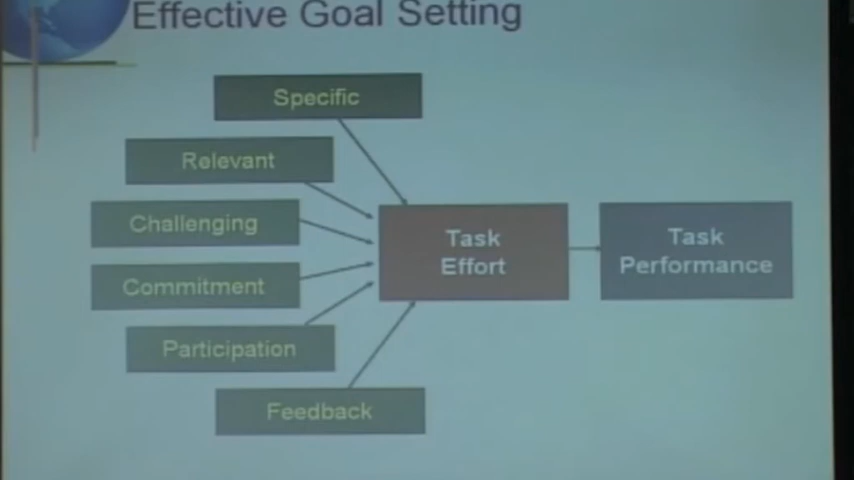 Effective Goal Setting
Specific
Relevant
Challenging
Commitment
Participation
Feedback
Task
Effort
Task
Performance